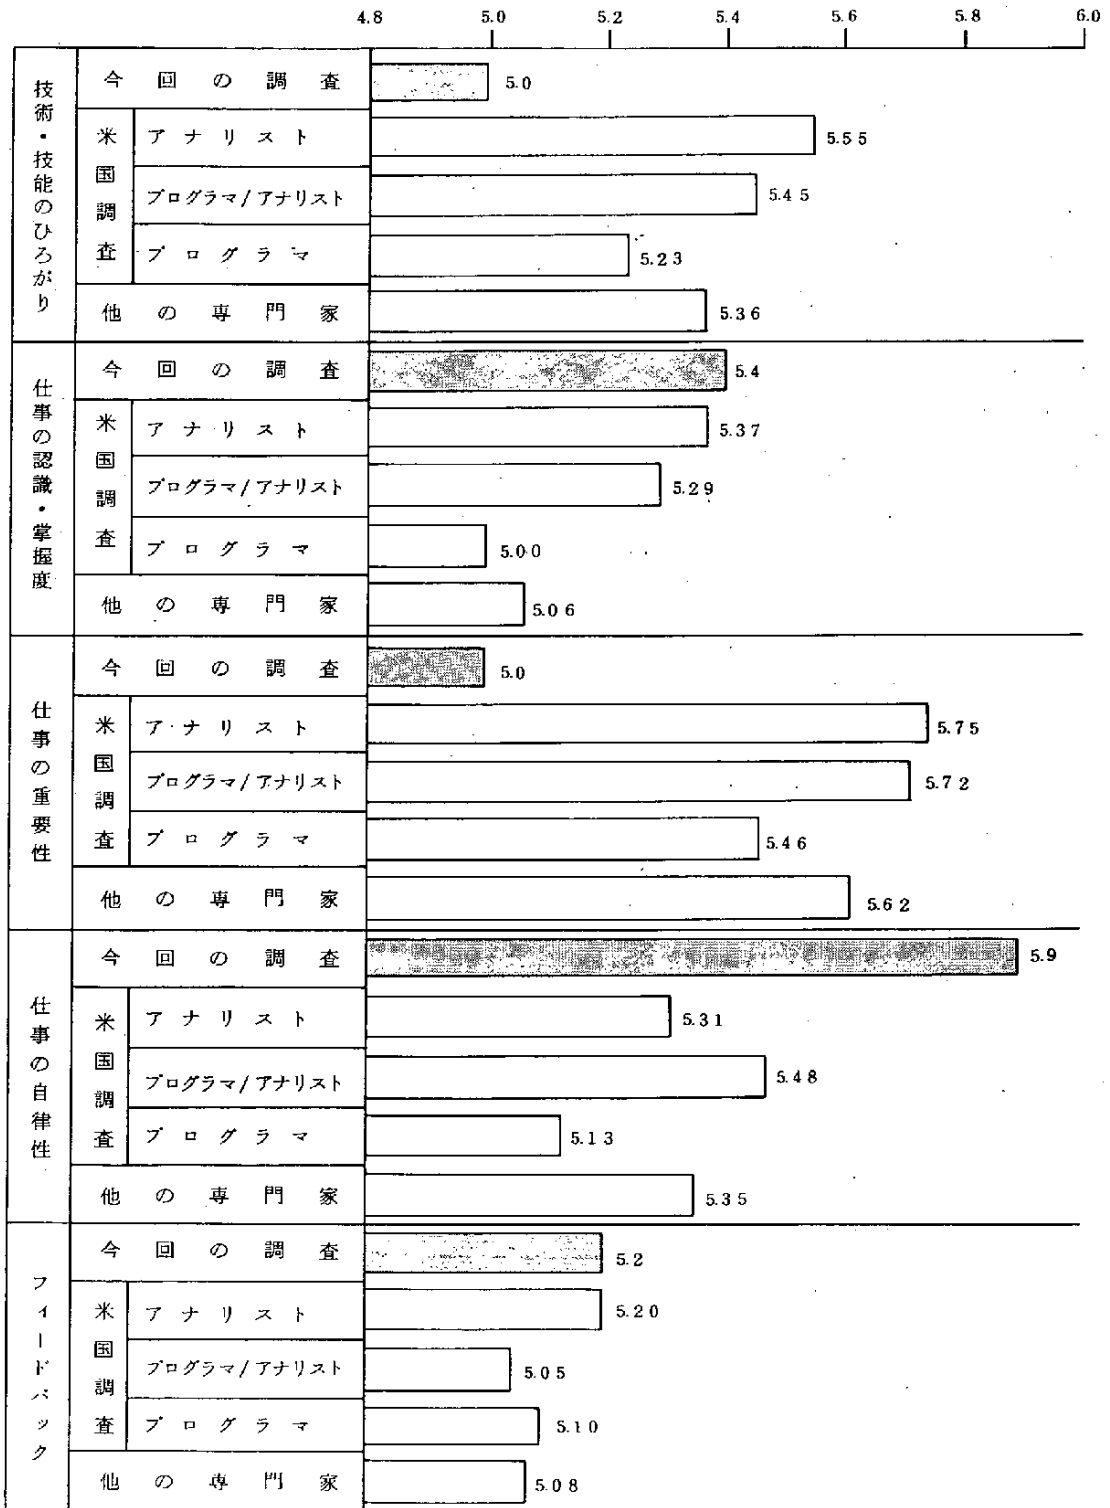 4.8 5.0 5.2 5.4 5.6 5.8 6.0
技術・技能のひろがり
今回の調査 5.0
米国調査
アナリスト 5.55
プログラマ/アナリスト 5.45
プログラマ 5.23
他の専門家 5.36
仕事の認識・掌握度
今回の調査 5.4
米国調査
アナリスト 5.37
プログラマ/アナリスト 5.29
プログラマ 5.00
他の専門家 5.06
仕事の重要性
今回の調査 5.0
米国調査
アナリスト 5.75
プログラマ/アナリスト 5.72
プログラマ 5.46
他の専門家 5.62
仕事の自律性
今回の調査 5.9
米国調査
アナリスト 5.31
プログラマ/アナリスト 5.48
プログラマ 5.13
他の専門家 5.35
フィードバック
今回の調査 5.2
米国調査
アナリスト 5.20
プログラマ/アナリスト 5.05
プログラマ 5.10
他の専門家 5.08